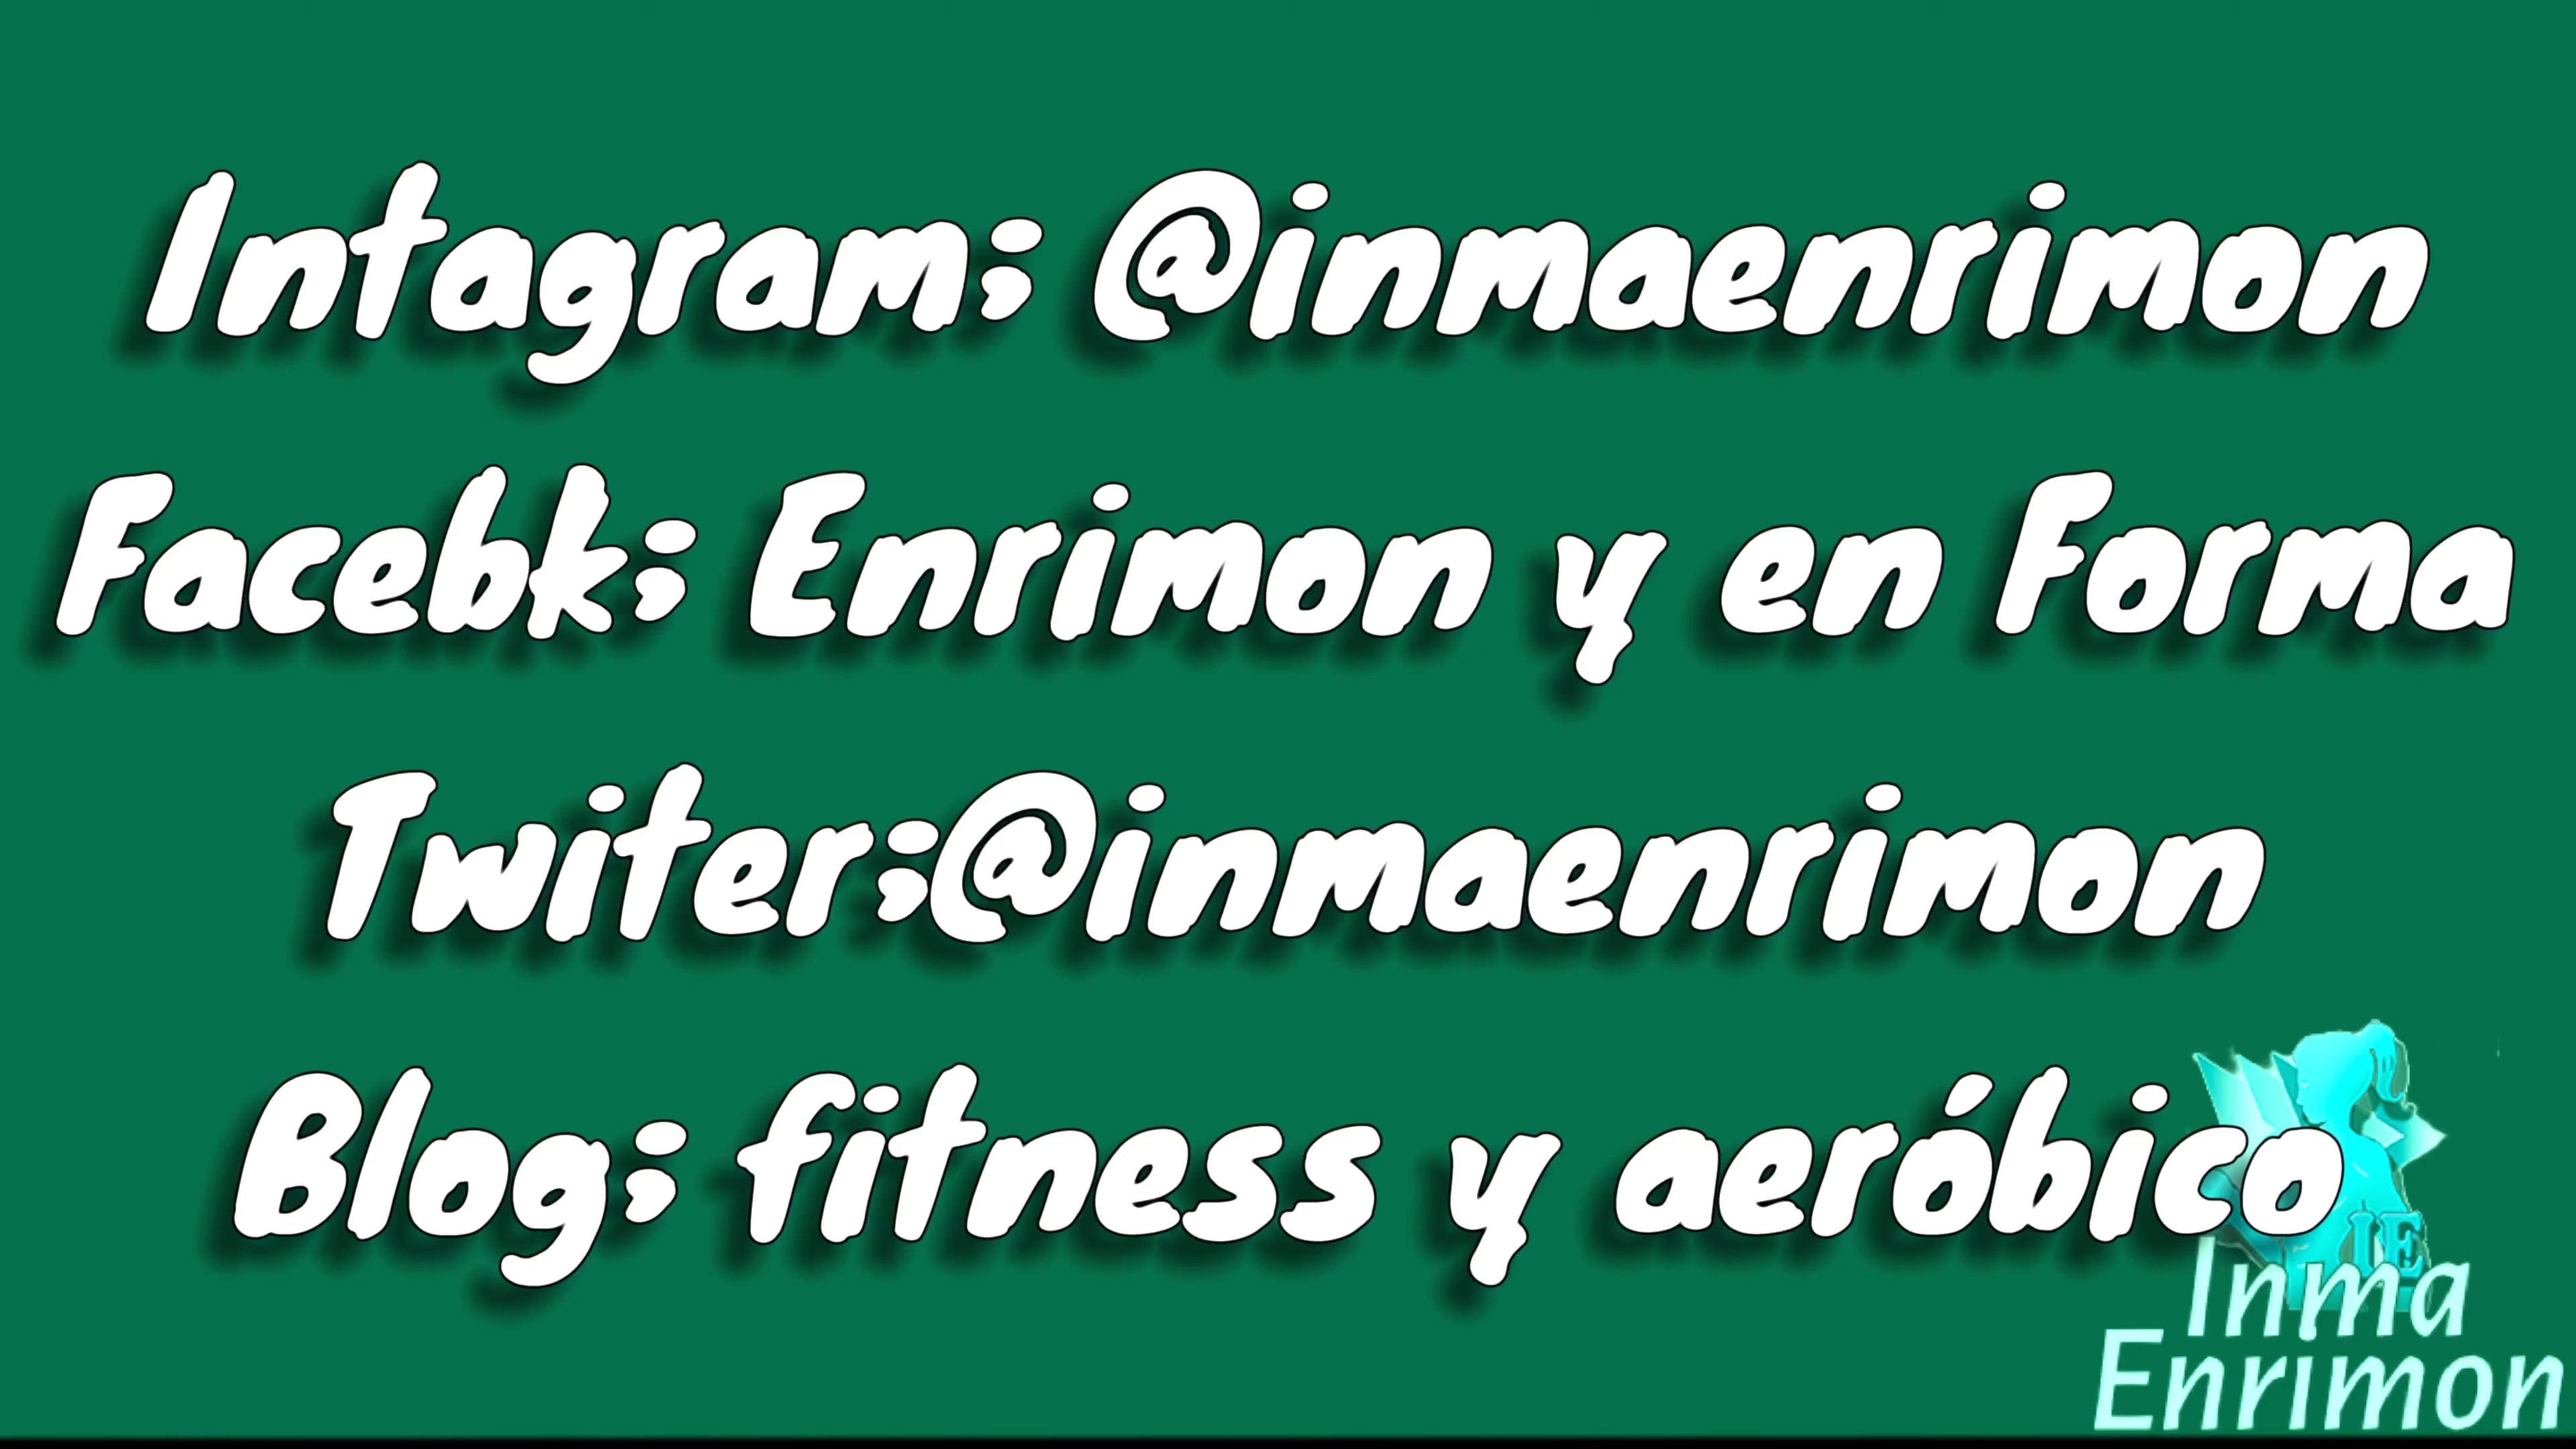 Intagram; @inmaenrimon
Facebk; Enrimon y en Forma
Twiter;@inmaenrimon
Blog; fitness y aeróbico
IE
Inma
Enrimon